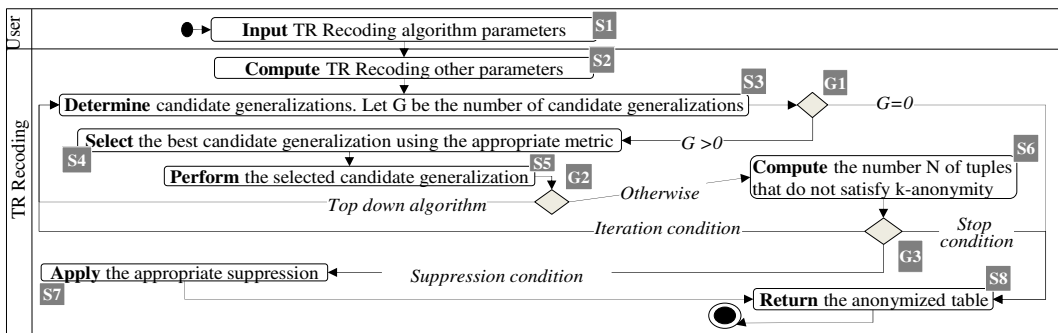 User
S1
Input TR Recoding algorithm parameters
S2
Compute TR Recoding other parameters
S3
G1
Determine candidate generalizations. Let G be the number of candidate generalizations
G=0
TR Recoding
Select the best candidate generalization using the appropriate metric
G >0
S4
S5
S6
Perform the selected candidate generalization
G2
Compute the number N of tuples
that do not satisfy k-anonymity
Otherwise
Top down algorithm
Iteration condition
Stop
condition
G3
Apply the appropriate suppression
Suppression condition
S7
S8
Return the anonymized table